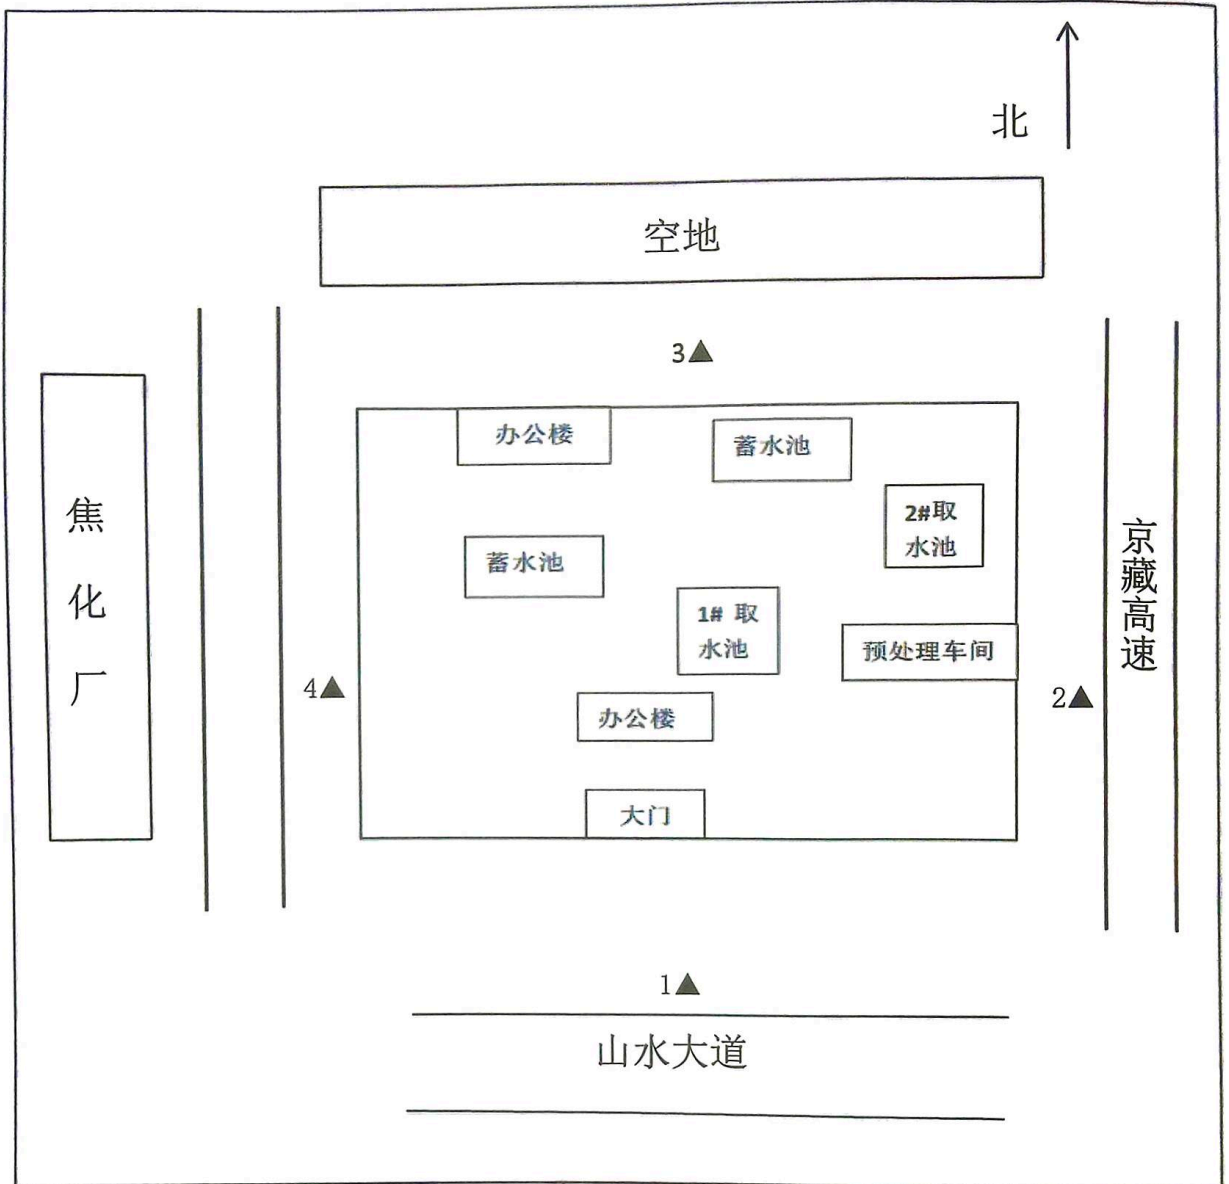 北
空地
3▲
办公楼
蓄水池
2#取
水池
焦化厂
蓄水池
京藏高速
1# 取
水池
预处理车间
4▲
2▲
办公楼
大门
1▲
山水大道